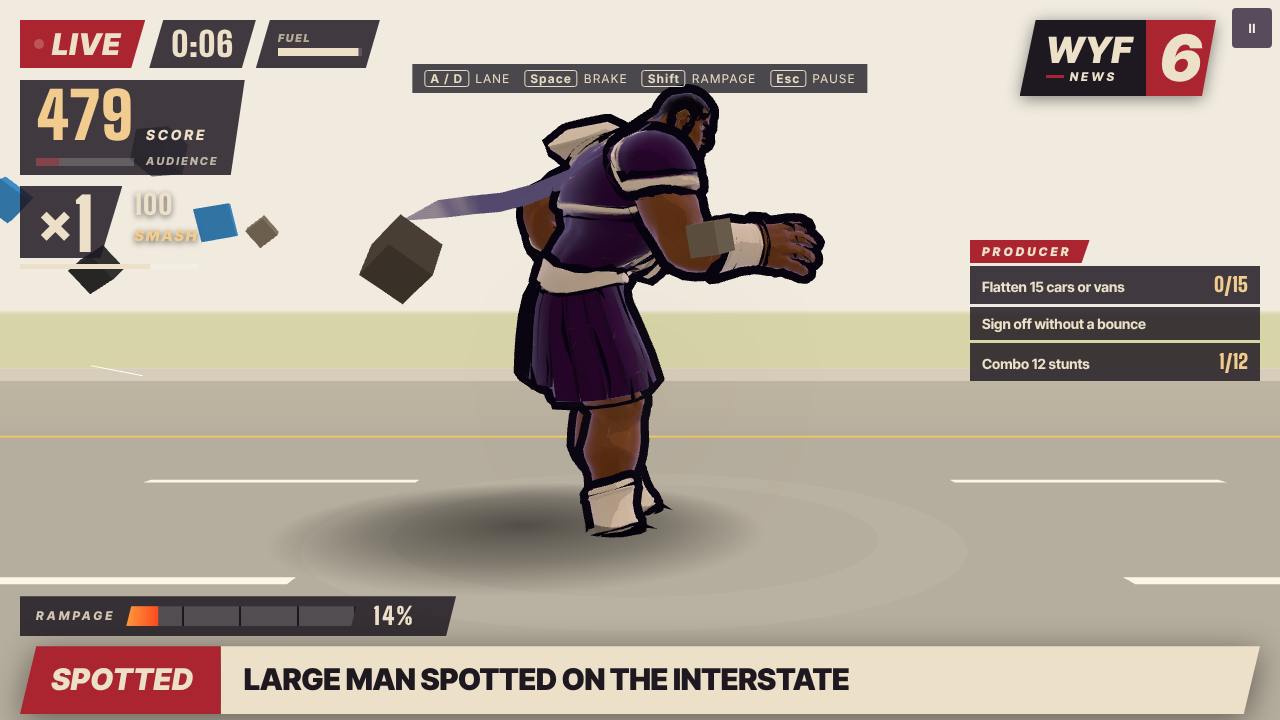 LIVE
0:06
FUEL
A / D LANE Space BRAKE Shift RAMPAGE Esc PAUSE
WYF
NEWS
6
479 SCORE
AUDIENCE
×1
100
SMASH
PRODUCER
Flatten 15 cars or vans 0/15
Sign off without a bounce
Combo 12 stunts 1/12
RAMPAGE 14%
SPOTTED LARGE MAN SPOTTED ON THE INTERSTATE